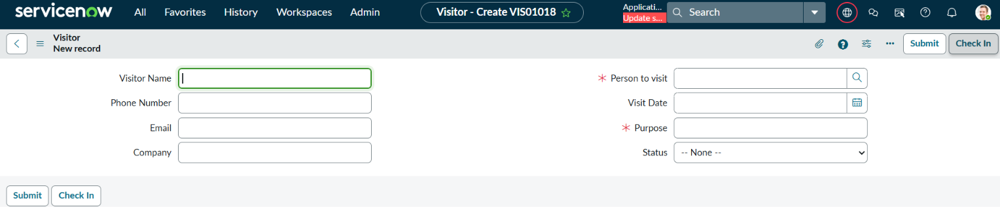 servicenow All Favorites History Workspaces Admin Visitor - Create VIS01018 Applicati... Search
Update s...
Visitor
New record
Submit Check In
Visitor Name
Person to visit
Phone Number
Visit Date
Email
Purpose
Company
Status -- None --
Submit Check In